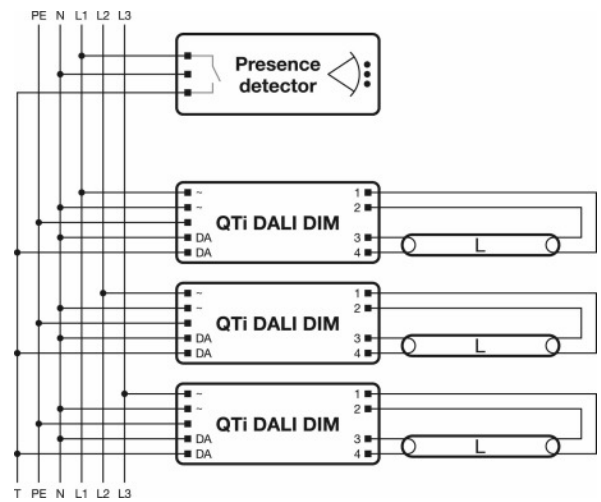 PE N L1 L2 L3
Presence
detector
~ 1
~ 2
QTi DALI DIM
DA 3 L
DA 4
~ 1
~ 2
QTi DALI DIM
DA 3 L
DA 4
~ 1
~ 2
QTi DALI DIM
DA 3 L
DA 4
T PE N L1 L2 L3